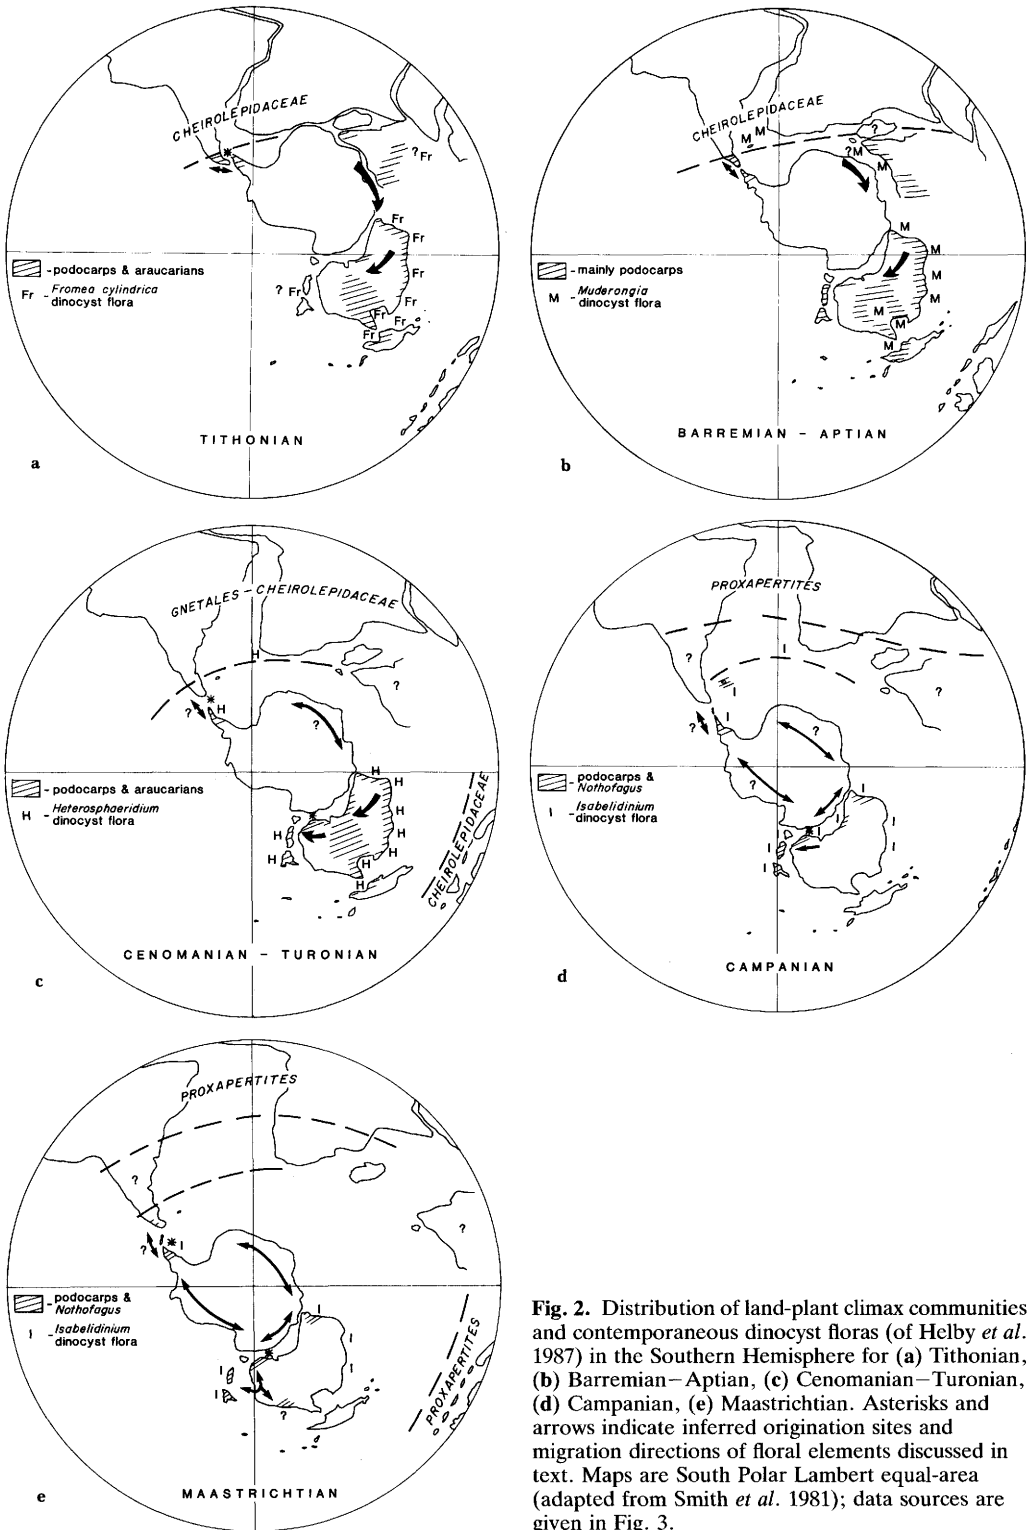 CHEIROLEPIDACEAE
*
? Fr
Fr
Fr
- podocarps & araucarians
Fr
Fr - Fromea cylindrica
dinocyst flora
? Fr
Fr
Fr
Fr
Fr
TITHONIAN
a
CHEIROLEPIDACEAE
M M
?
?M
M
M
M
- mainly podocarps
M
M - Muderongia
dinocyst flora
M
M
M
M
BARREMIAN - APTIAN
b
GNETALES - CHEIROLEPIDACEAE
H
?
*
? H
?
H
- podocarps & araucarians
H
H - Heterosphaeridium
dinocyst flora
*
H
H
H
H
H
CHEIROLEPIDACEAE
CENOMANIAN - TURONIAN
c
PROXAPERTITES
?
I
*
I
?
? I
?
?
- podocarps &
Nothofagus
I
I - Isabelidinium
dinocyst flora
* I
I
I
I
I
CAMPANIAN
d
PROXAPERTITES
?
?
? * I
- podocarps &
Nothofagus
I
I - Isabelidinium
dinocyst flora
*
I
I
I
I
?
PROXAPERTITES
MAASTRICHTIAN
e
Fig. 2. Distribution of land-plant climax communities
and contemporaneous dinocyst floras (of Helby et al.
1987) in the Southern Hemisphere for (a) Tithonian,
(b) Barremian–Aptian, (c) Cenomanian–Turonian,
(d) Campanian, (e) Maastrichtian. Asterisks and
arrows indicate inferred origination sites and
migration directions of floral elements discussed in
text. Maps are South Polar Lambert equal-area
(adapted from Smith et al. 1981); data sources are
given in Fig. 3.